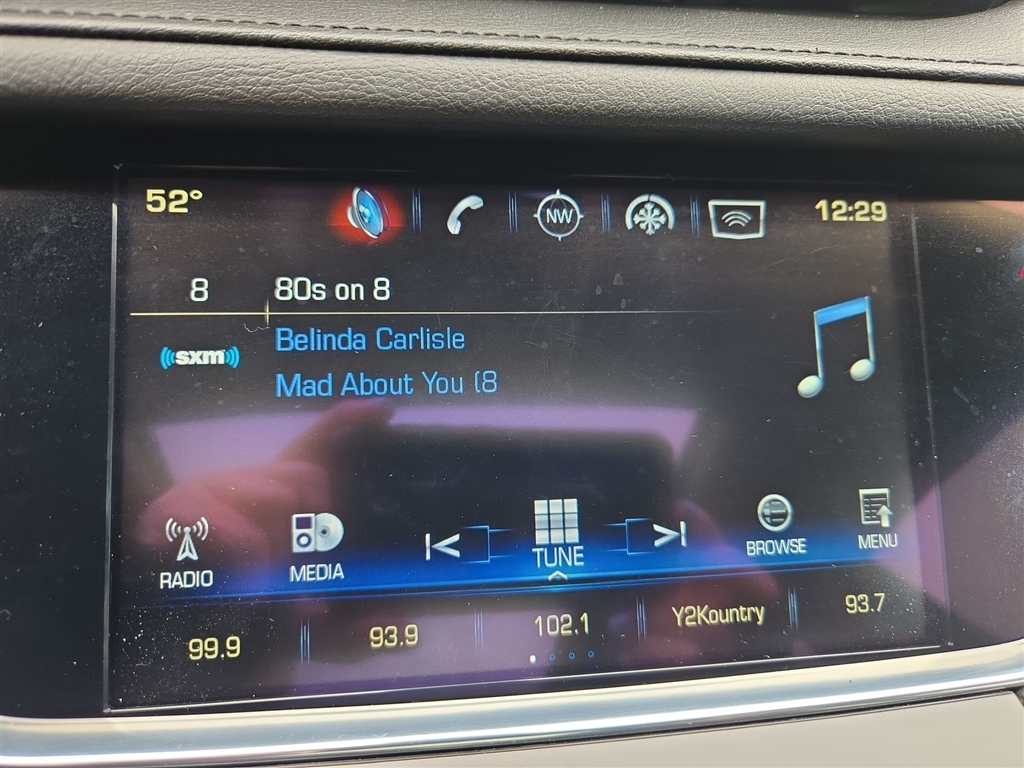 52° NW 12:29
8 80s on 8
sxm Belinda Carlisle
Mad About You (8
RADIO MEDIA TUNE BROWSE MENU
99.9 93.9 102.1 Y2Kountry 93.7